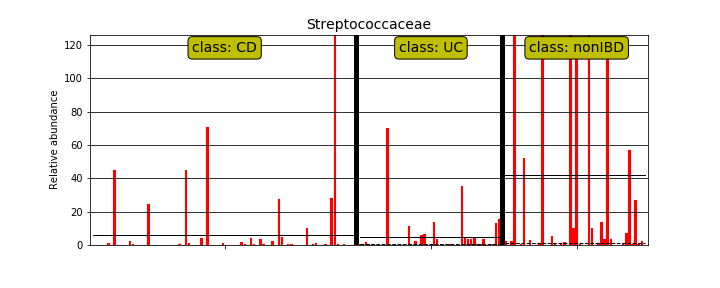 Streptococcaceae
class: CD
class: UC
class: nonIBD
Relative abundance
120
100
80
60
40
20
0